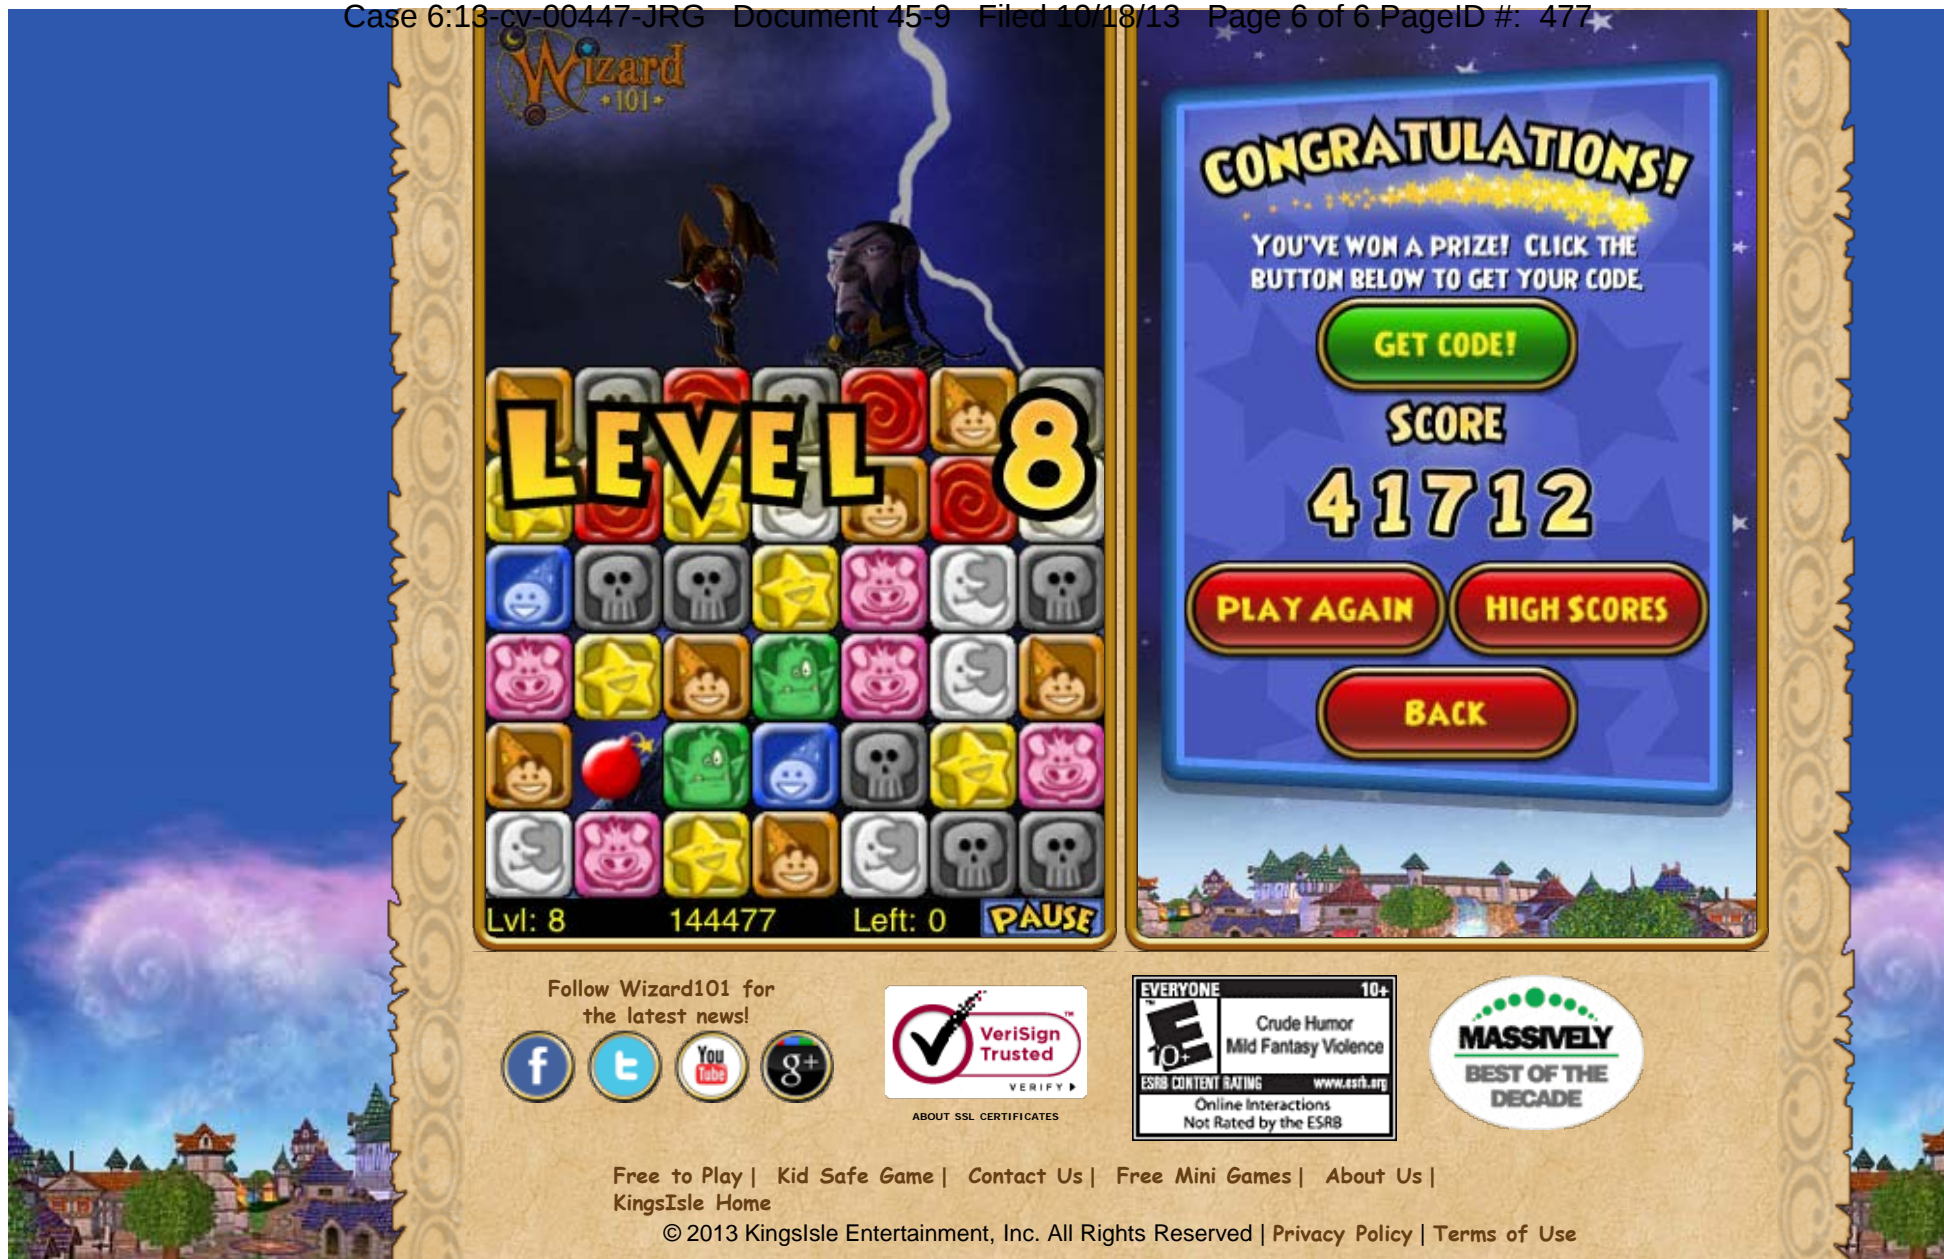 Case 6:13-cv-00447-JRG Document 45-9 Filed 10/18/13 Page 6 of 6 PageID #: 477
Wizard
101
LEVEL 8
Lvl: 8 144477 Left: 0 PAUSE
CONGRATULATIONS!
YOU'VE WON A PRIZE! CLICK THE
BUTTON BELOW TO GET YOUR CODE.
GET CODE!
SCORE
41712
PLAY AGAIN HIGH SCORES
BACK
Follow Wizard101 for
the latest news!
f t You Tube g+
VeriSign
Trusted
™
VERIFY
ABOUT SSL CERTIFICATES
EVERYONE 10+
™
E
10+
Crude Humor
Mild Fantasy Violence
ESRB CONTENT RATING www.esrb.org
Online Interactions
Not Rated by the ESRB
MASSIVELY
BEST OF THE
DECADE
Free to Play | Kid Safe Game | Contact Us | Free Mini Games | About Us |
KingsIsle Home
© 2013 KingsIsle Entertainment, Inc. All Rights Reserved | Privacy Policy | Terms of Use